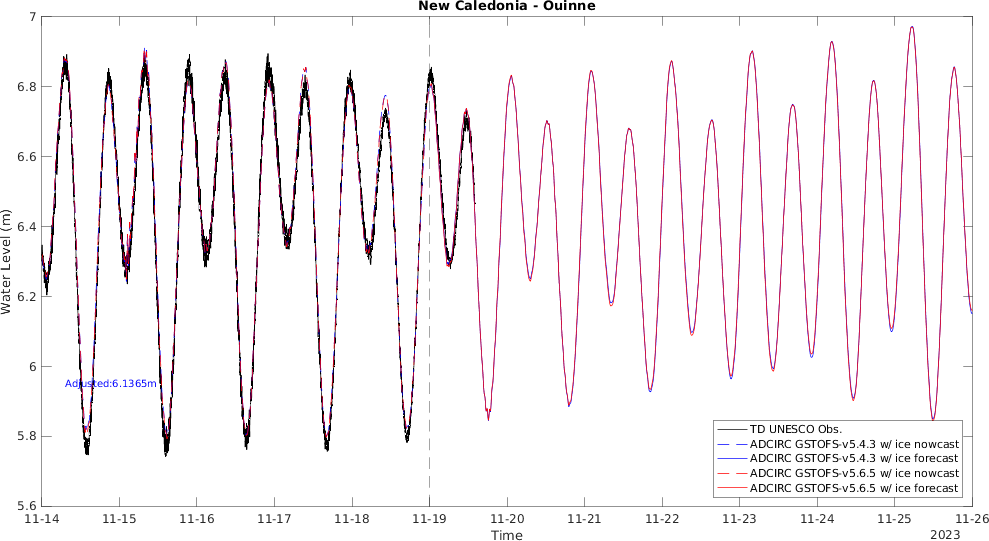 New Caledonia - Ouinne
7
6.8
6.6
6.4
6.2
6
5.8
5.6
Water Level (m)
Adjusted:6.1365m
TD UNESCO Obs.
ADCIRC GSTOFS-v5.4.3 w/ ice nowcast
ADCIRC GSTOFS-v5.4.3 w/ ice forecast
ADCIRC GSTOFS-v5.6.5 w/ ice nowcast
ADCIRC GSTOFS-v5.6.5 w/ ice forecast
11-14 11-15 11-16 11-17 11-18 11-19 11-20 11-21 11-22 11-23 11-24 11-25 11-26
Time
2023